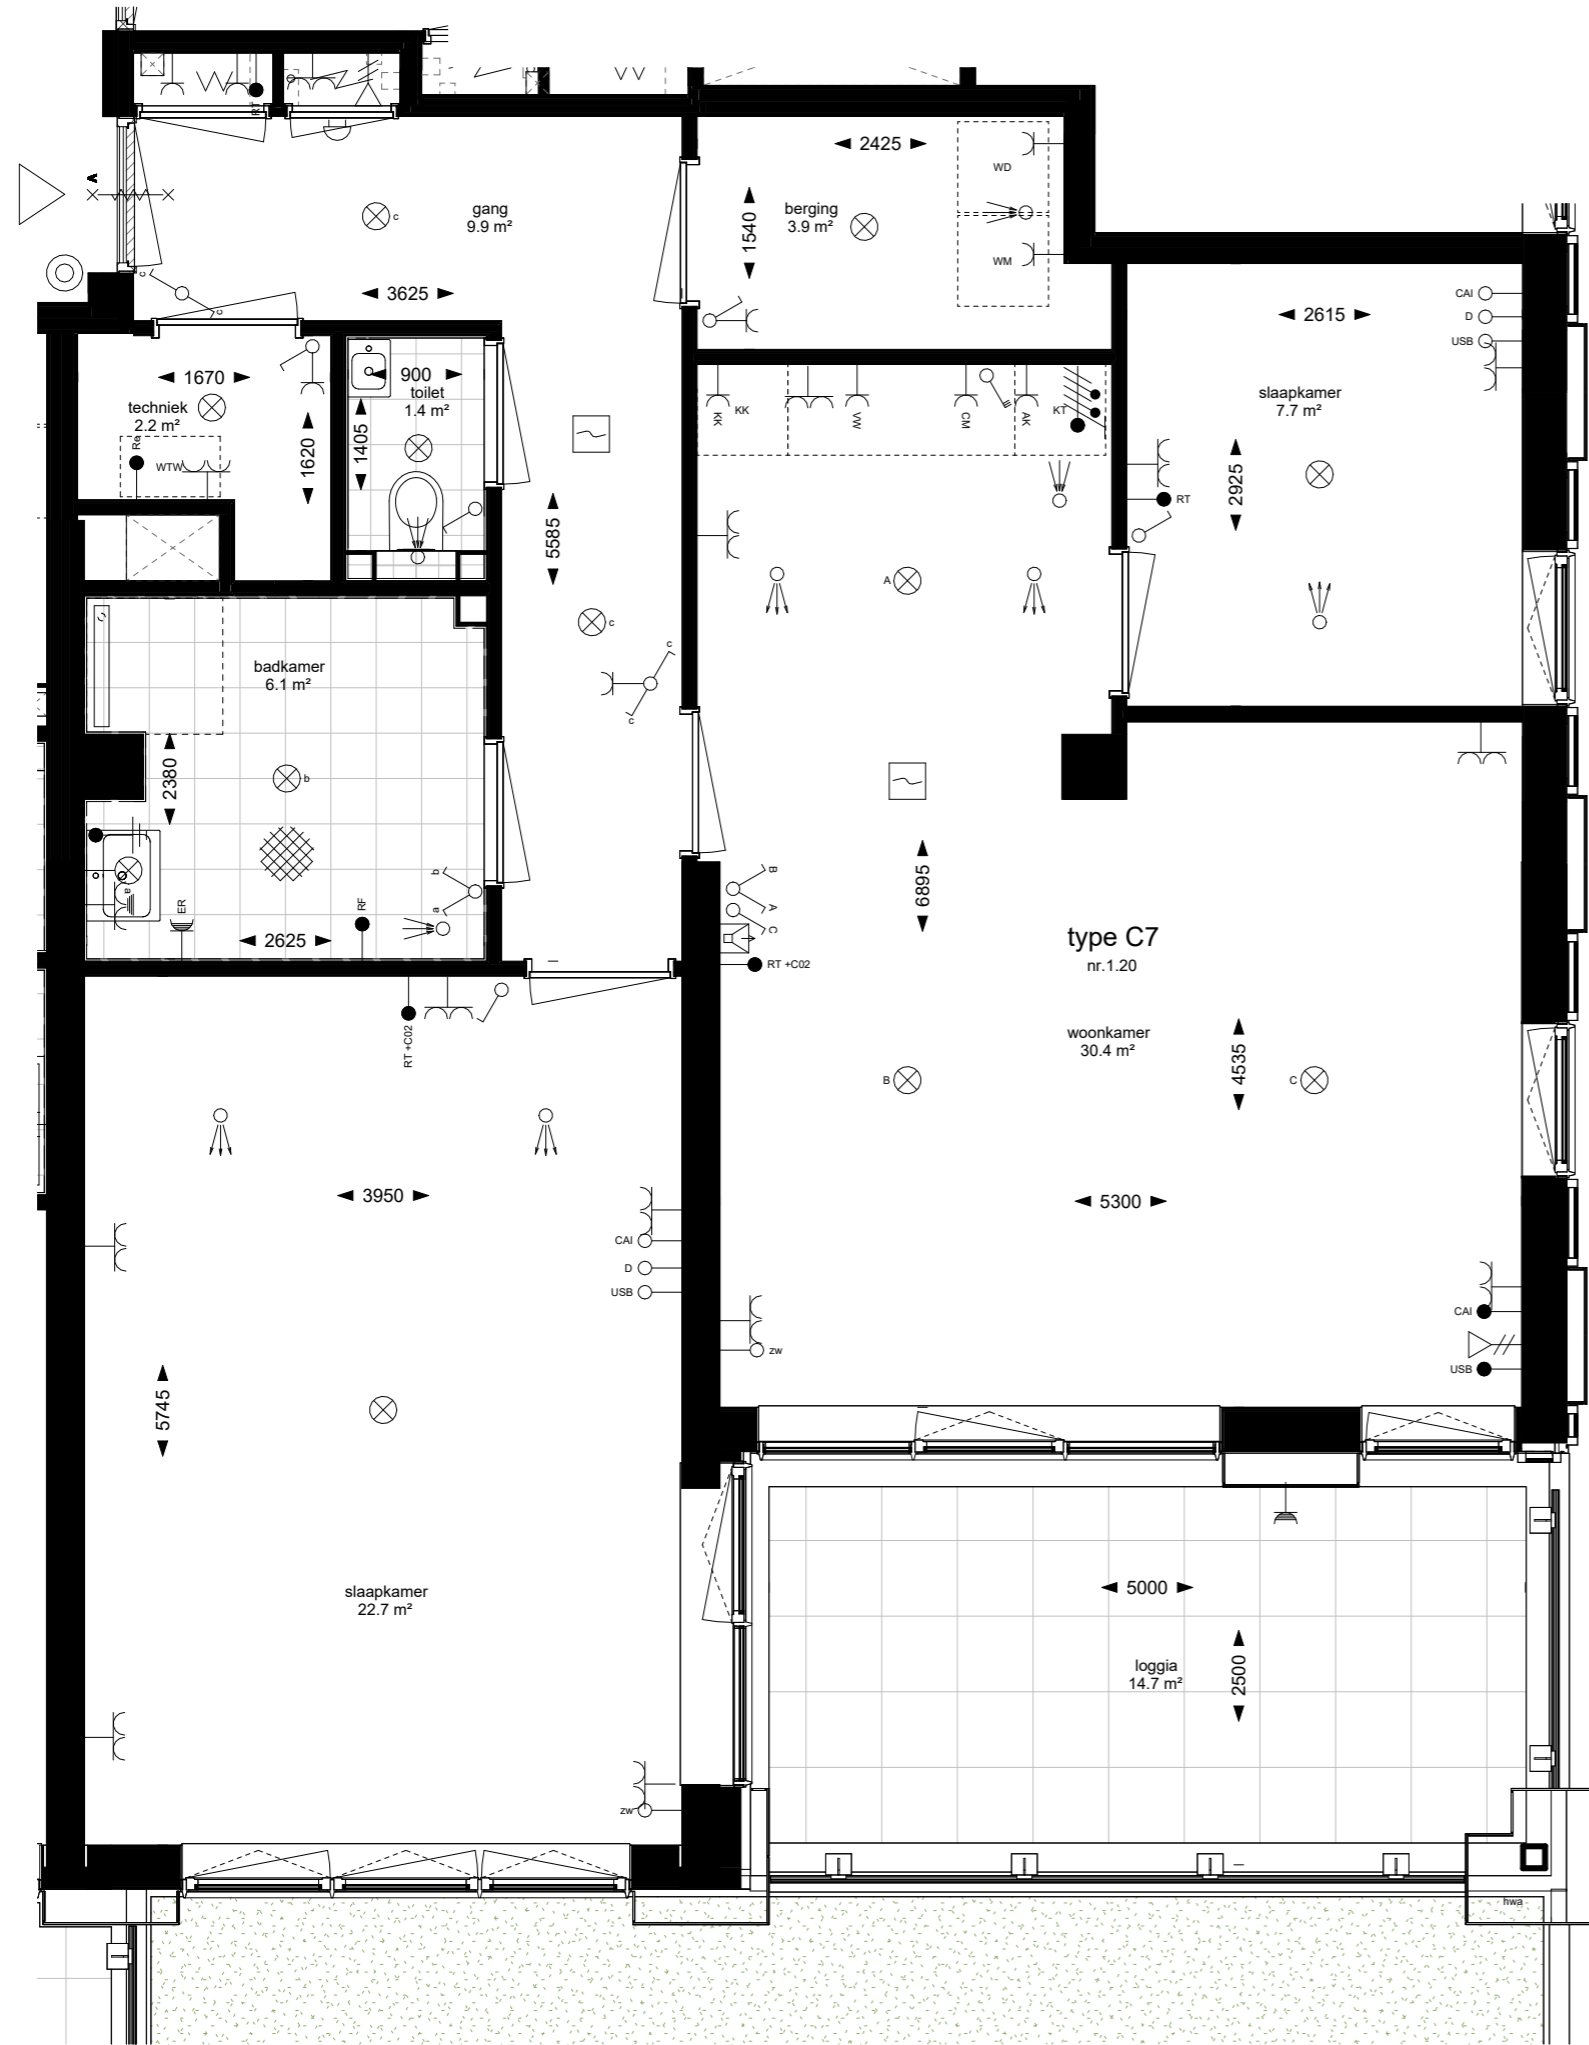 RT
A
2425
WD
gang
9.9 m²
berging
3.9 m²
c
1540
WM
3625
c
c
CAI
2615
D
USB
1670
900
toilet
1.4 m²
techniek
2.2 m²
slaapkamer
7.7 m²
KK
KK
VW
CM
AK
KT
1405
1620
Re
WTW
2925
RT
5585
A
c
c
c
badkamer
6.1 m²
2380
b
a
b
a
ER
RF
2625
B
A
C
RT +C02
6895
type C7
nr.1.20
RT +C02
woonkamer
30.4 m²
4535
B
C
3950
5300
CAI
D
USB
CAI
USB
zw
5745
slaapkamer
22.7 m²
5000
loggia
14.7 m²
2500
zw
hwa